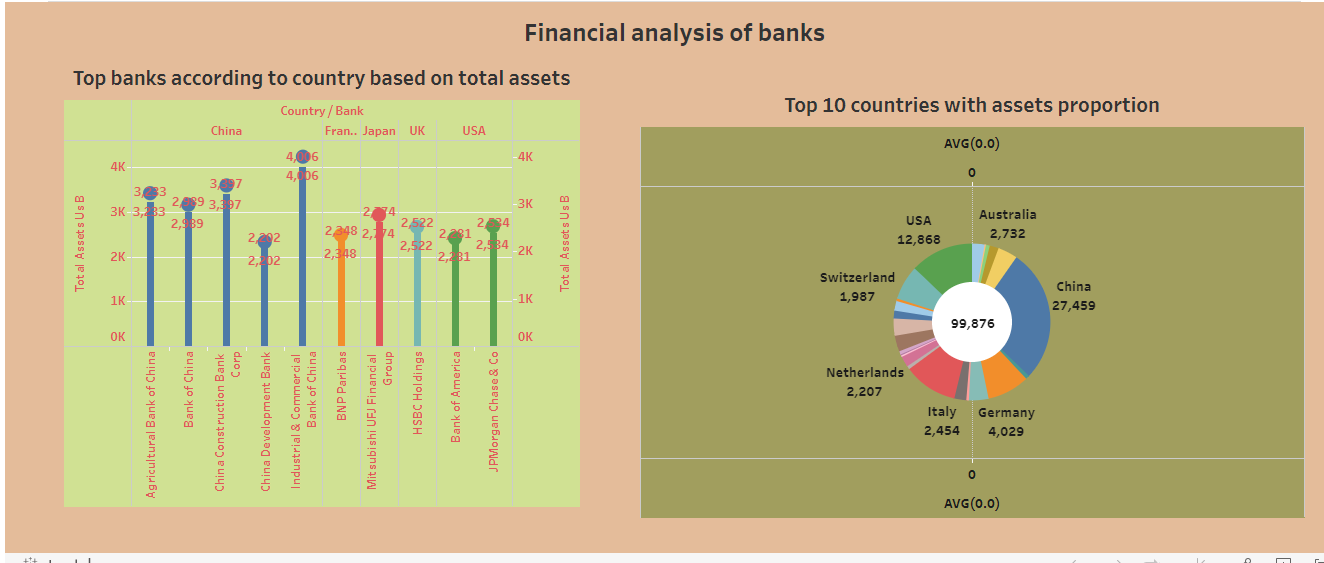 Financial analysis of banks
Top banks according to country based on total assets
Country / Bank
China
Fran..
Japan
UK
USA
4K
3K
2K
1K
0K
Total Assets Us B
3,233
3,233
2,989
2,989
3,397
3,397
2,202
2,202
4,006
4,006
2,348
2,348
2,774
2,774
2,522
2,522
2,281
2,281
2,534
2,534
4K
3K
2K
1K
0K
Total Assets Us B
Agricultural Bank of China
Bank of China
China Construction Bank
Corp
China Development Bank
Industrial & Commercial
Bank of China
BNP Paribas
Mitsubishi UFJ Financial
Group
HSBC Holdings
Bank of America
JPMorgan Chase & Co
Top 10 countries with assets proportion
AVG(0.0)
0
USA
12,868
Australia
2,732
Switzerland
1,987
China
27,459
99,876
Netherlands
2,207
Italy
2,454
Germany
4,029
0
AVG(0.0)